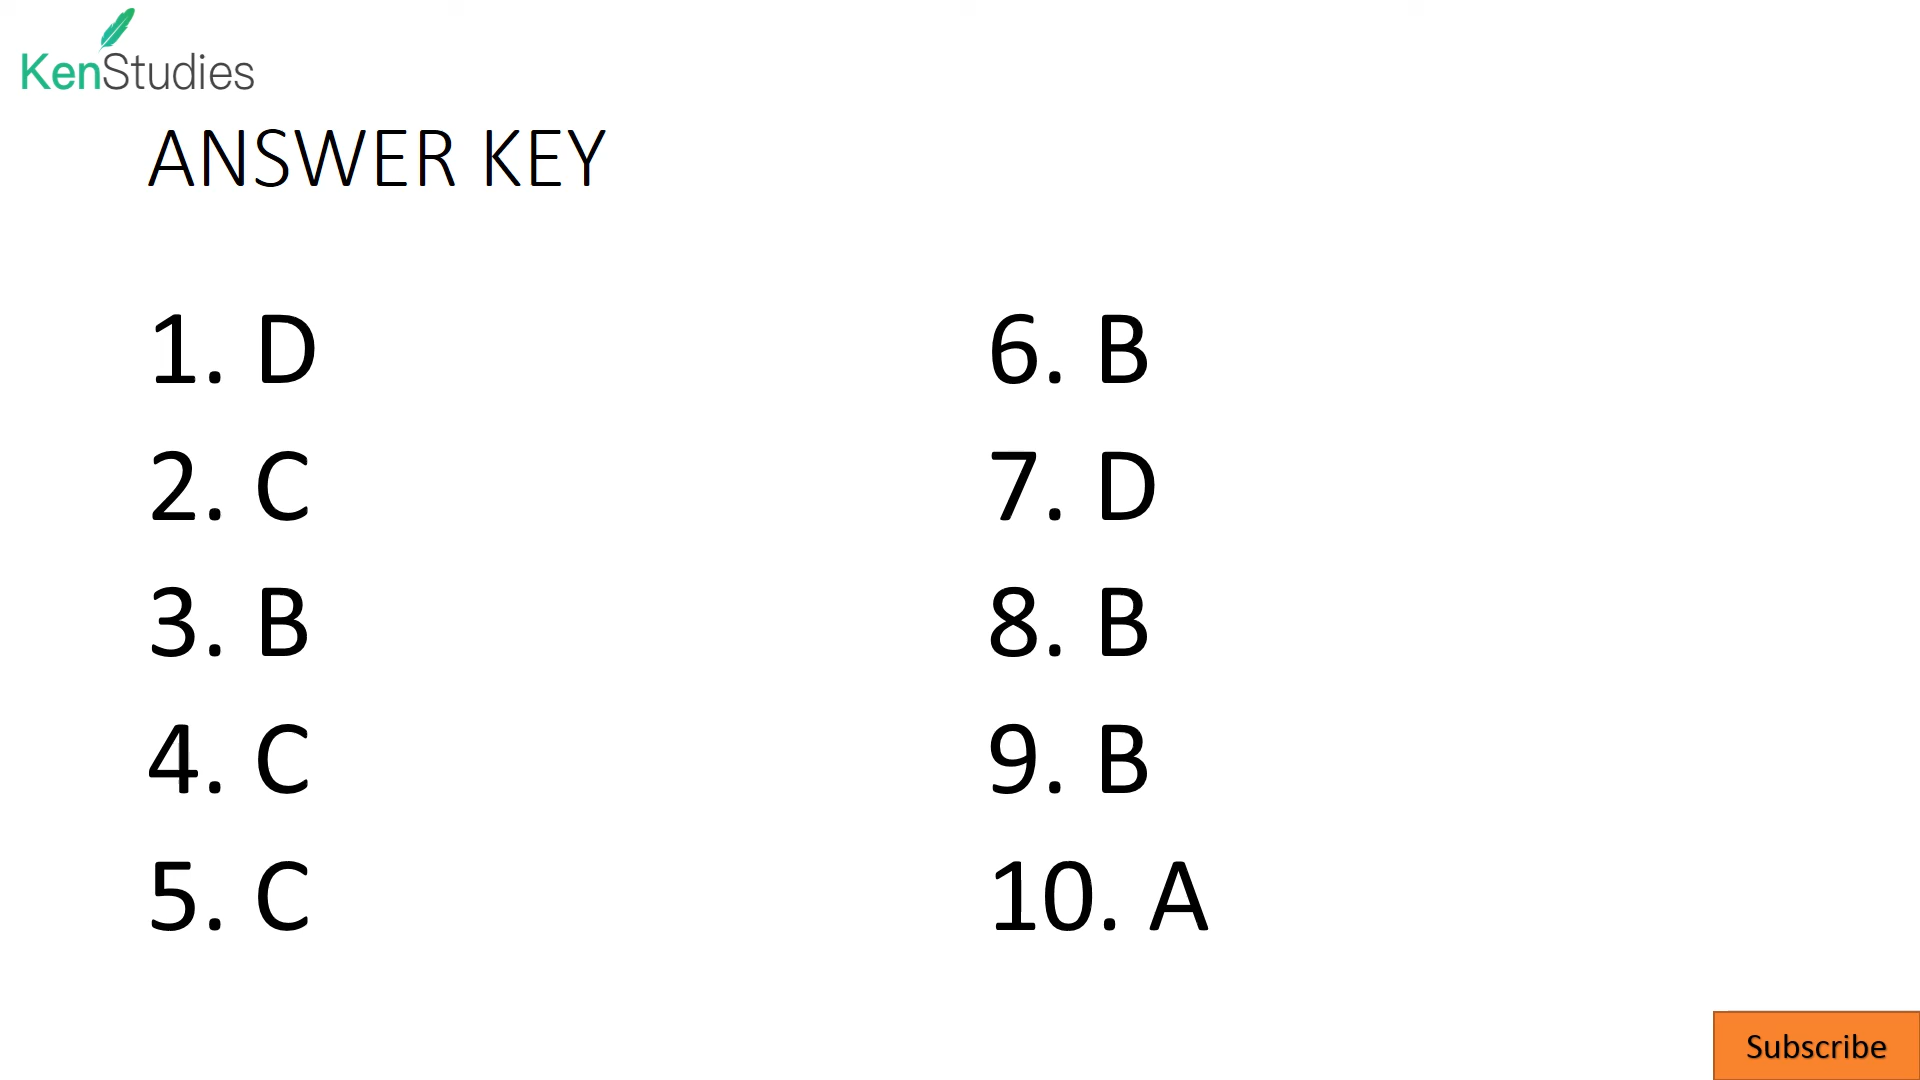 KenStudies
ANSWER KEY
1. D
2. C
3. B
4. C
5. C
6. B
7. D
8. B
9. B
10. A
Subscribe